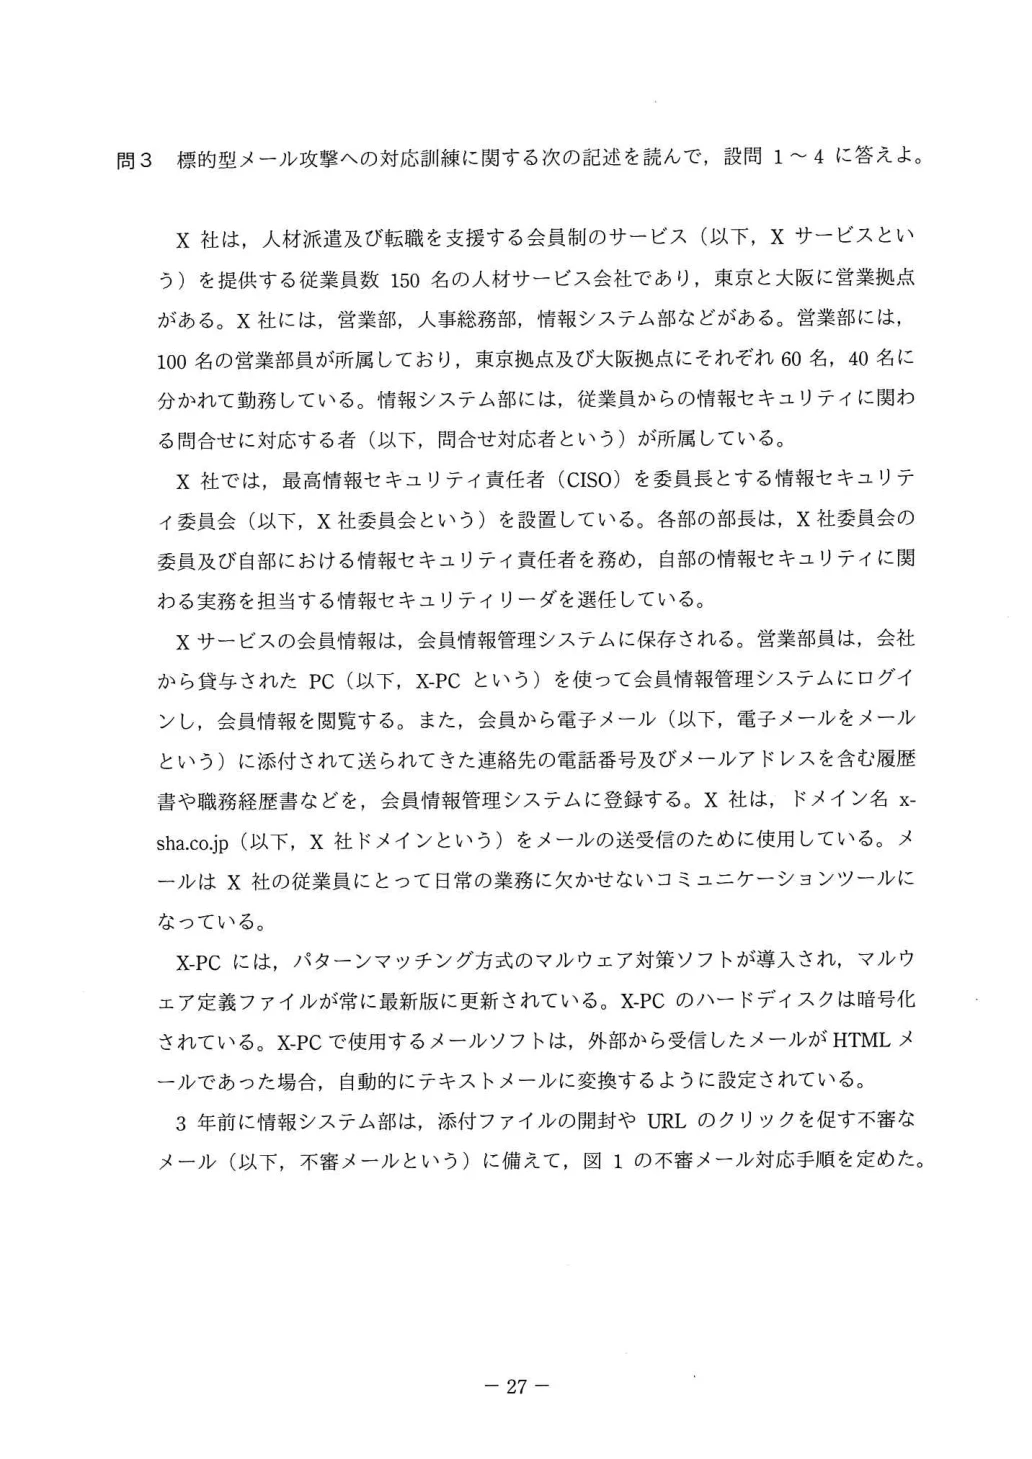 問3 標的型メール攻撃への対応訓練に関する次の記述を読んで，設問 1～4 に答えよ。
X 社は，人材派遣及び転職を支援する会員制のサービス（以下，X サービスとい
う）を提供する従業員数 150 名の人材サービス会社であり，東京と大阪に営業拠点
がある。X 社には，営業部，人事総務部，情報システム部などがある。営業部には，
100 名の営業部員が所属しており，東京拠点及び大阪拠点にそれぞれ 60 名，40 名に
分かれて勤務している。情報システム部には，従業員からの情報セキュリティに関わ
る問合せに対応する者（以下，問合せ対応者という）が所属している。
X 社では，最高情報セキュリティ責任者（CISO）を委員長とする情報セキュリテ
ィ委員会（以下，X 社委員会という）を設置している。各部の部長は，X 社委員会の
委員及び自部における情報セキュリティ責任者を務め，自部の情報セキュリティに関
わる実務を担当する情報セキュリティリーダを選任している。
X サービスの会員情報は，会員情報管理システムに保存される。営業部員は，会社
から貸与された PC（以下，X-PC という）を使って会員情報管理システムにログイ
ンし，会員情報を閲覧する。また，会員から電子メール（以下，電子メールをメール
という）に添付されて送られてきた連絡先の電話番号及びメールアドレスを含む履歴
書や職務経歴書などを，会員情報管理システムに登録する。X 社は，ドメイン名 x-
sha.co.jp（以下，X 社ドメインという）をメールの送受信のために使用している。メ
ールは X 社の従業員にとって日常の業務に欠かせないコミュニケーションツールに
なっている。
X-PC には，パターンマッチング方式のマルウェア対策ソフトが導入され，マルウ
ェア定義ファイルが常に最新版に更新されている。X-PC のハードディスクは暗号化
されている。X-PC で使用するメールソフトは，外部から受信したメールが HTML メ
ールであった場合，自動的にテキストメールに変換するように設定されている。
3 年前に情報システム部は，添付ファイルの開封や URL のクリックを促す不審な
メール（以下，不審メールという）に備えて，図 1 の不審メール対応手順を定めた。
－ 27 －